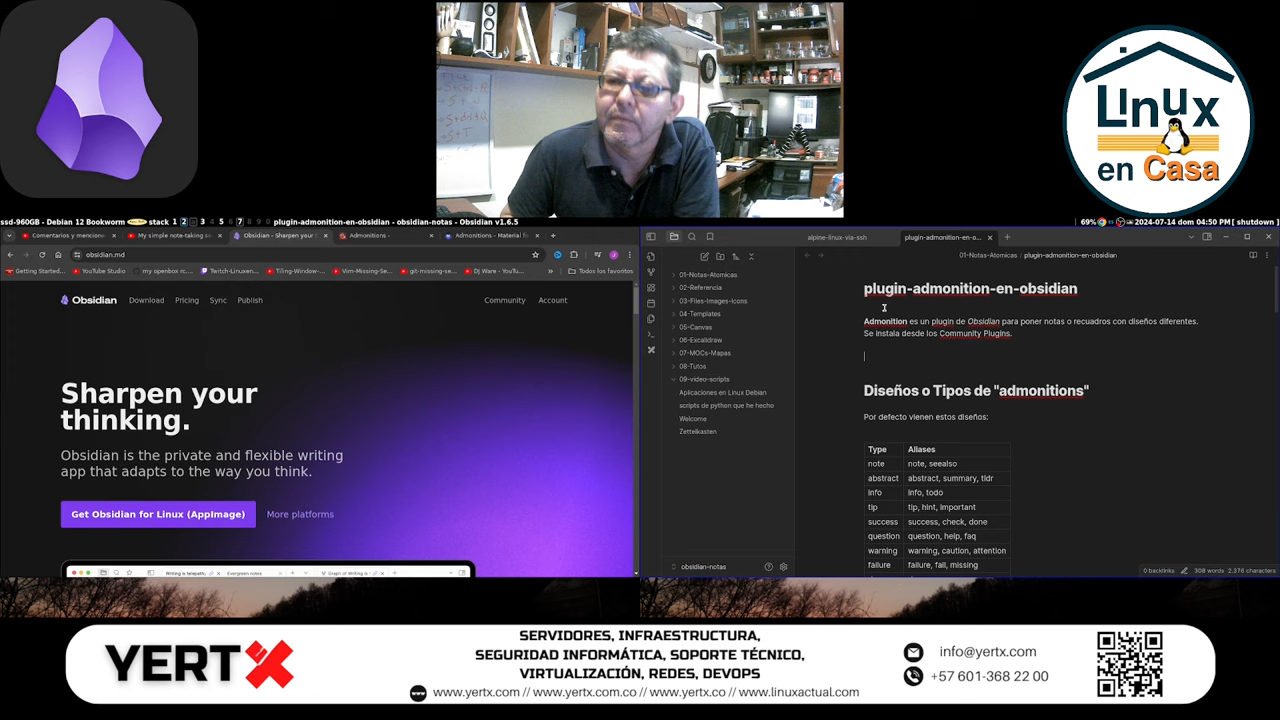 LInux
en Casa
ssd-960GB - Debian 12 Bookworm
stack 1 2 3 4 5 6 7 8 9 0 plugin-admonition-en-obsidian - obsidian-notas - Obsidian v1.6.5
69%
2024-07-14 dom 04:50 PM[ shutdown ]
Comentarios y mencione
My simple note-taking se
Obsidian - Sharpen your t
Admonitions -
Admonitions - Material fo
obsidian.md
Getting Started...
YouTube Studio
my openbox rc...
Twitch-Linuxen...
Tiling-Window-...
Vim-Missing-Se...
git-missing-se...
DJ Ware - YouTu...
Todos los favoritos
Obsidian
Download
Pricing
Sync
Publish
Community
Account
Sharpen your
thinking.
Obsidian is the private and flexible writing
app that adapts to the way you think.
Get Obsidian for Linux (AppImage)
More platforms
Writing is telepathy
Evergreen notes
alpine-linux-via-ssh
plugin-admonition-en-o...
01-Notas-Atomicas / plugin-admonition-en-obsidian
01-Notas-Atomicas
02-Referencia
03-Files-Images-Icons
04-Templates
05-Canvas
06-Excalidraw
07-MOCs-Mapas
08-Tutos
09-video-scripts
Aplicaciones en Linux Debian
scripts de python que he hecho
Welcome
Zettelkasten
obsidian-notas
plugin-admonition-en-obsidian
Admonition es un plugin de Obsidian para poner notas o recuadros con diseños diferentes.
Se instala desde los Community Plugins.
Diseños o Tipos de "admonitions"
Por defecto vienen estos diseños:
Type Aliases
note note, seealso
abstract abstract, summary, tldr
info info, todo
tip tip, hint, important
success success, check, done
question question, help, faq
warning warning, caution, attention
failure failure, fail, missing
0 backlinks
308 words 2.376 characters
YERTX
SERVIDORES, INFRAESTRUCTURA,
SEGURIDAD INFORMÁTICA, SOPORTE TÉCNICO,
VIRTUALIZACIÓN, REDES, DEVOPS
www.yertx.com // www.yertx.com.co // www.yertx.co // www.linuxactual.com
info@yertx.com
+57 601-368 22 00